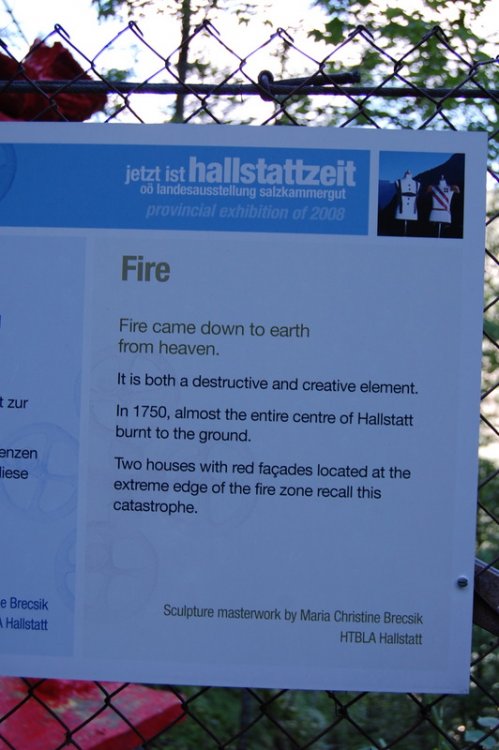 jetzt ist hallstattzeit
oö landesausstellung salzkammergut
provincial exhibition of 2008
t zur
enzen
liese
e Brecsik
A Hallstatt
Fire
Fire came down to earth
from heaven.
It is both a destructive and creative element.
In 1750, almost the entire centre of Hallstatt
burnt to the ground.
Two houses with red façades located at the
extreme edge of the fire zone recall this
catastrophe.
Sculpture masterwork by Maria Christine Brecsik
HTBLA Hallstatt